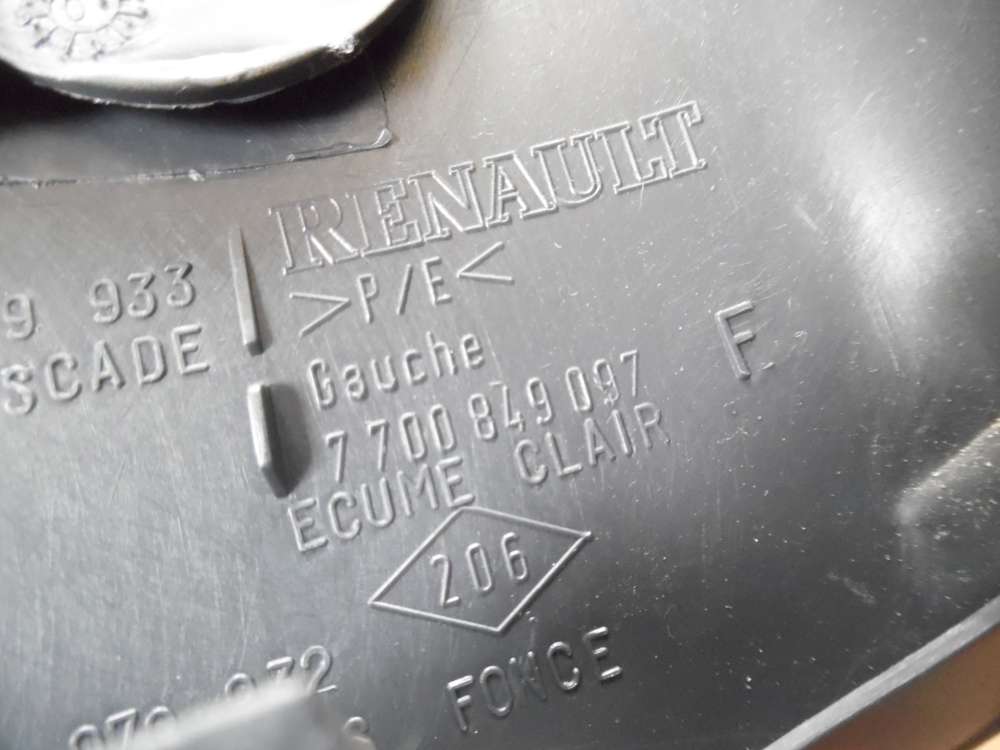 RENAULT
>P/E<
9 933
SCADE
Gauche
7 700 849 097
ECUME CLAIR
F
206
FONCE